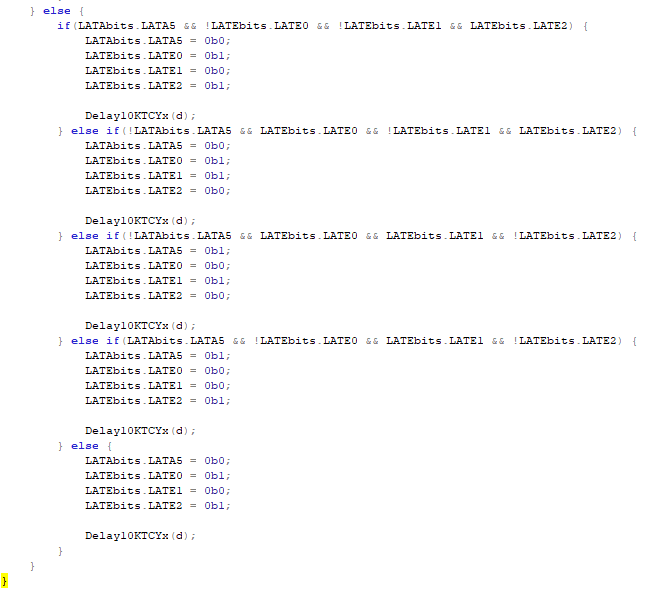 } else {
if(LATAbits.LATA5 && !LATEbits.LATE0 && !LATEbits.LATE1 && LATEbits.LATE2) {
LATAbits.LATA5 = 0b0;
LATEbits.LATE0 = 0b1;
LATEbits.LATE1 = 0b0;
LATEbits.LATE2 = 0b1;
Delay10KTCYx(d);
} else if(!LATAbits.LATA5 && LATEbits.LATE0 && !LATEbits.LATE1 && LATEbits.LATE2) {
LATAbits.LATA5 = 0b0;
LATEbits.LATE0 = 0b1;
LATEbits.LATE1 = 0b1;
LATEbits.LATE2 = 0b0;
Delay10KTCYx(d);
} else if(!LATAbits.LATA5 && LATEbits.LATE0 && LATEbits.LATE1 && !LATEbits.LATE2) {
LATAbits.LATA5 = 0b1;
LATEbits.LATE0 = 0b0;
LATEbits.LATE1 = 0b1;
LATEbits.LATE2 = 0b0;
Delay10KTCYx(d);
} else if(LATAbits.LATA5 && !LATEbits.LATE0 && LATEbits.LATE1 && !LATEbits.LATE2) {
LATAbits.LATA5 = 0b1;
LATEbits.LATE0 = 0b0;
LATEbits.LATE1 = 0b0;
LATEbits.LATE2 = 0b1;
Delay10KTCYx(d);
} else {
LATAbits.LATA5 = 0b0;
LATEbits.LATE0 = 0b1;
LATEbits.LATE1 = 0b0;
LATEbits.LATE2 = 0b1;
Delay10KTCYx(d);
}
}
}